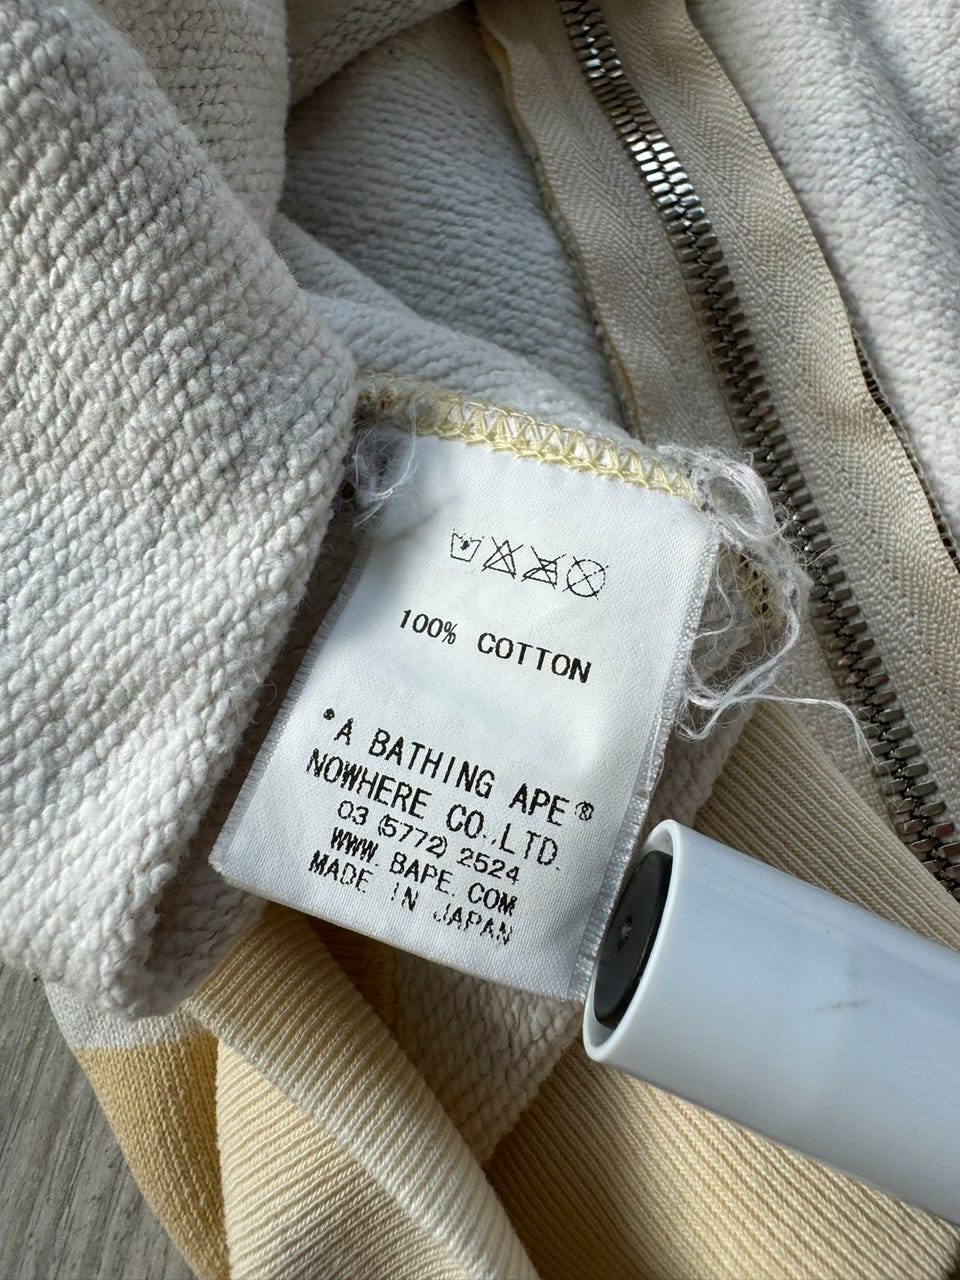 100% COTTON
*A BATHING APE®
NOWHERE CO.,LTD.
03 (5772) 2524
WWW. BAPE. COM
MADE IN JAPAN